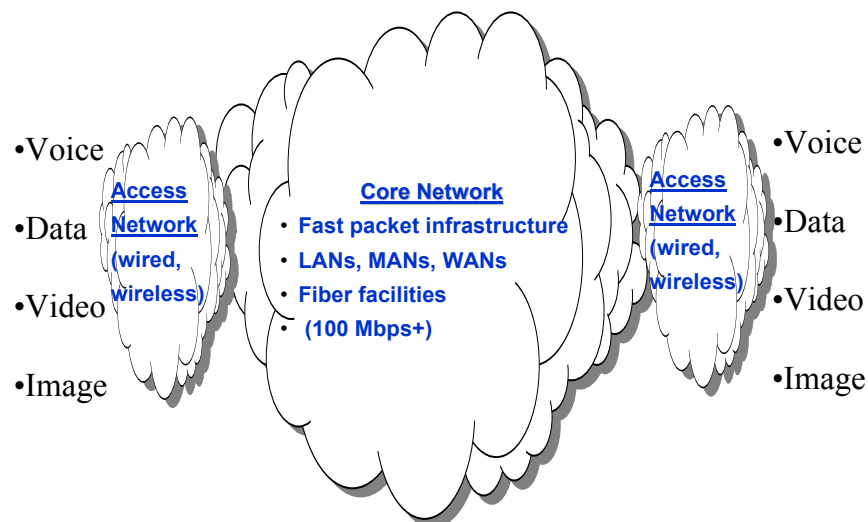 •Voice
•Data
•Video
•Image
Access
Network
(wired,
wireless)
Core Network
• Fast packet infrastructure
• LANs, MANs, WANs
• Fiber facilities
• (100 Mbps+)
Access
Network
(wired,
wireless)
•Voice
•Data
•Video
•Image